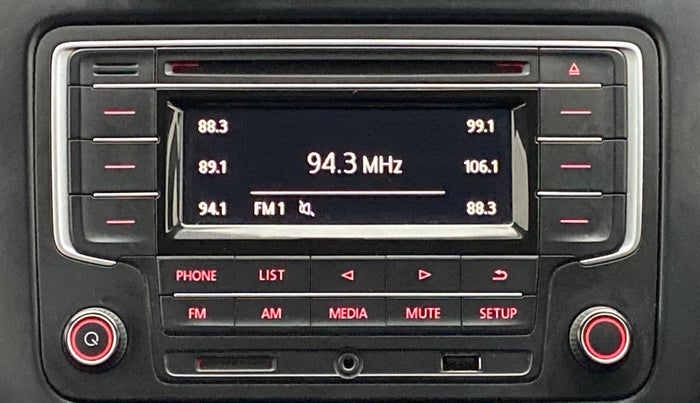 88.3 99.1
89.1 94.3 MHz 106.1
94.1 FM1 88.3
PHONE LIST
FM AM MEDIA MUTE SETUP